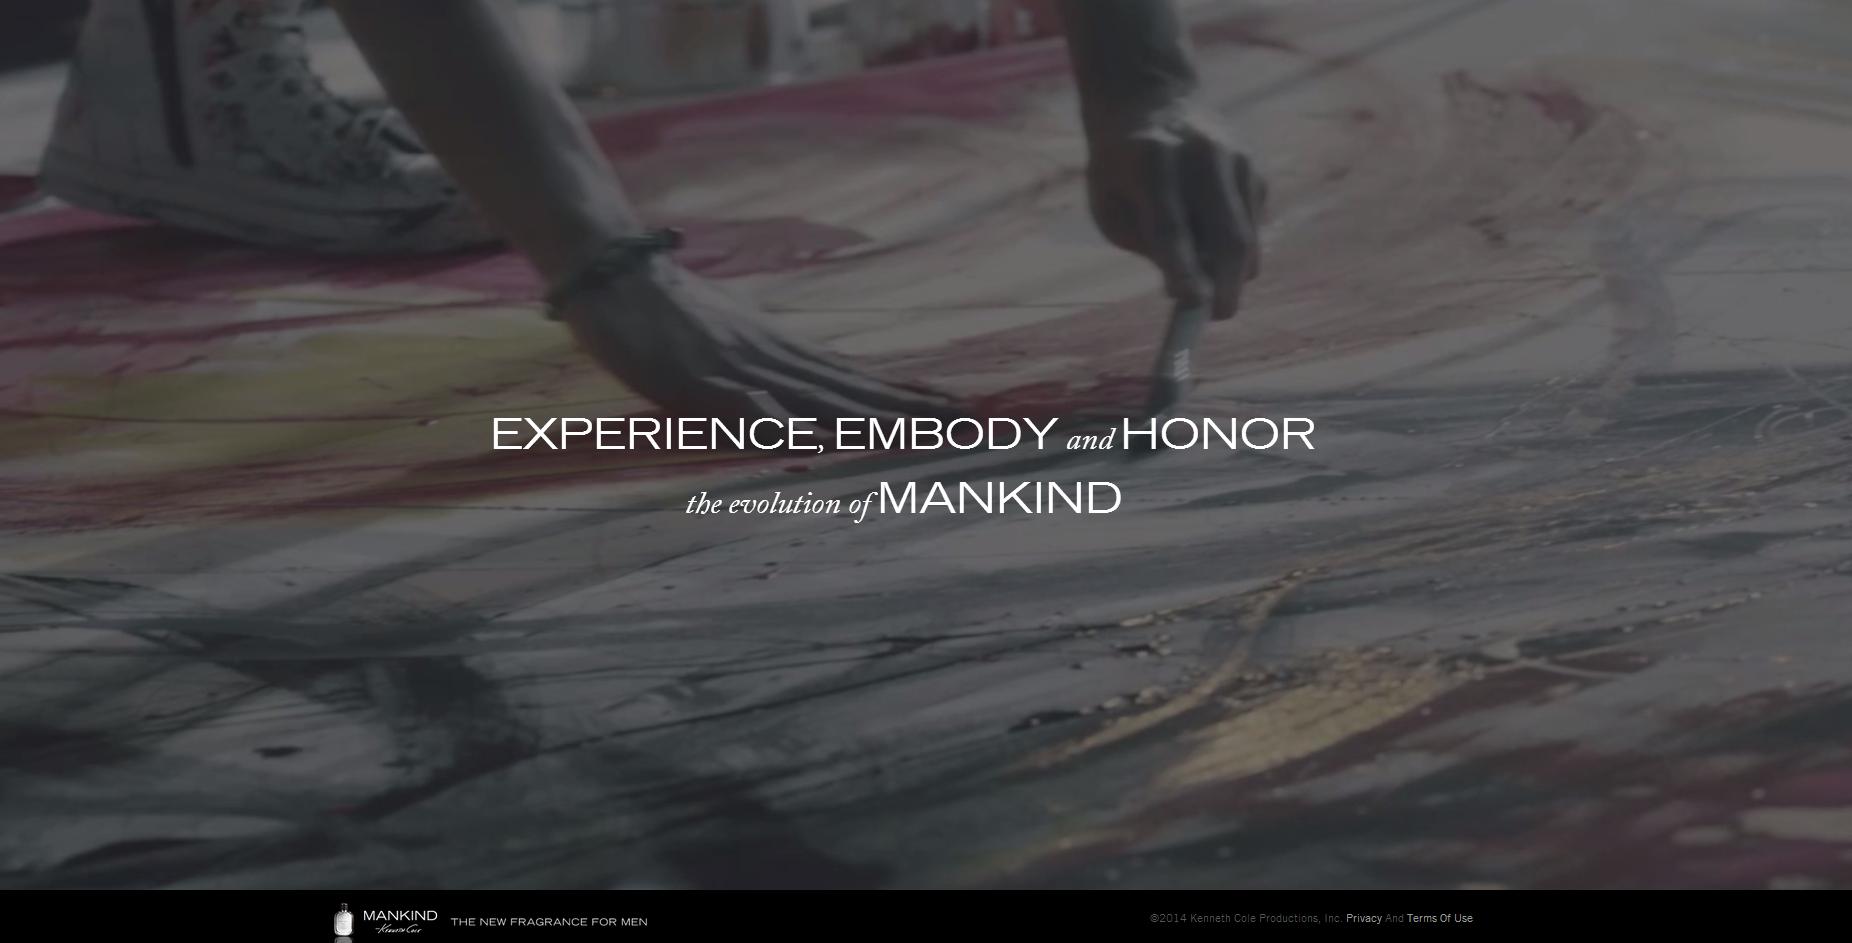 EXPERIENCE, EMBODY and HONOR
the evolution of MANKIND
MANKIND
Kenneth Cole
THE NEW FRAGRANCE FOR MEN
©2014 Kenneth Cole Productions, Inc. Privacy And Terms Of Use